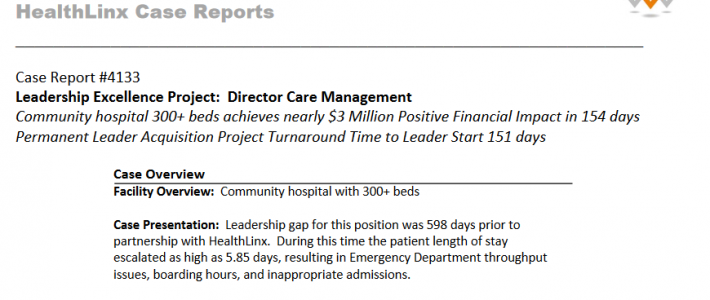 HealthLinx Case Reports
Case Report #4133
Leadership Excellence Project: Director Care Management
Community hospital 300+ beds achieves nearly $3 Million Positive Financial Impact in 154 days
Permanent Leader Acquisition Project Turnaround Time to Leader Start 151 days
Case Overview
Facility Overview: Community hospital with 300+ beds
Case Presentation: Leadership gap for this position was 598 days prior to
partnership with HealthLinx. During this time the patient length of stay
escalated as high as 5.85 days, resulting in Emergency Department throughput
issues, boarding hours, and inappropriate admissions.